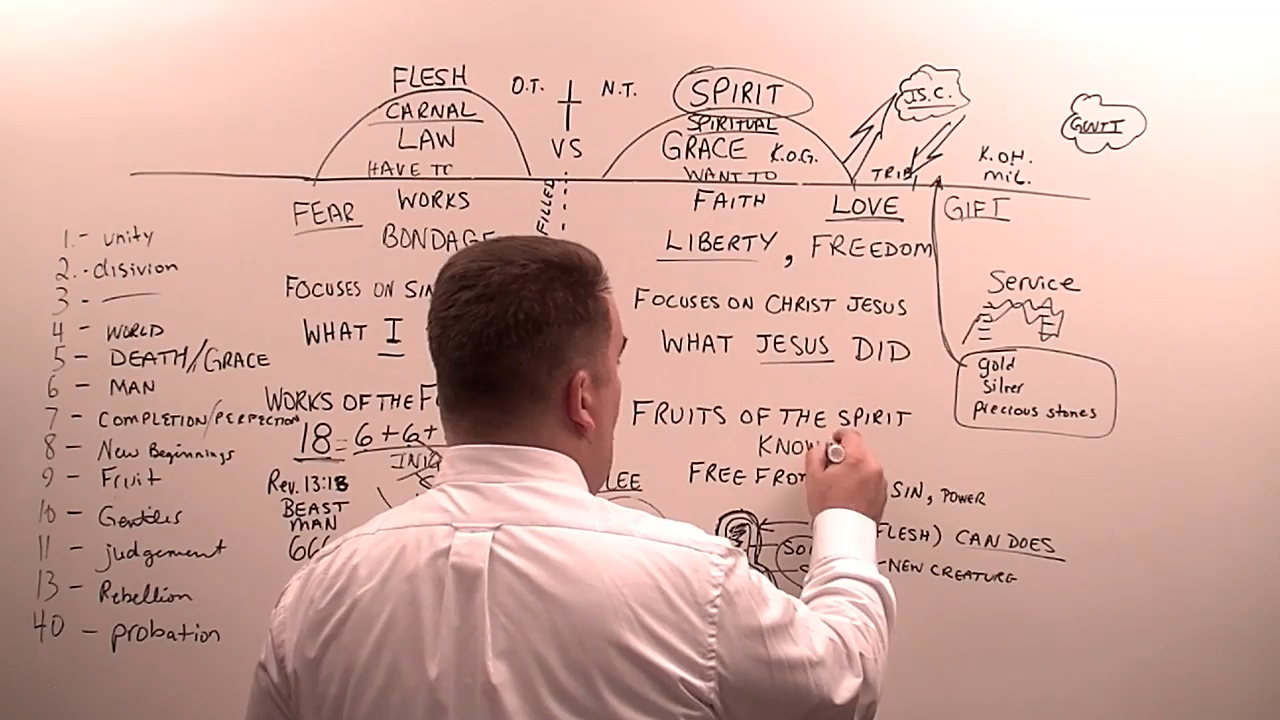 FLESH
CARNAL
LAW
HAVE TO
O.T.
N.T.
VS
SPIRIT
SPIRITUAL
GRACE K.O.G.
WANT TO
J.S.C.
TRIB
K.O.H.
MIL.
GWTJ
FEAR
WORKS
BONDAGE
FILLED
FAITH
LOVE
GIFT
LIBERTY, FREEDOM
FOCUSES ON SIN
WHAT I
FOCUSES ON CHRIST JESUS
WHAT JESUS DID
Service
gold
Silver
precious stones
1.- unity
2.- disivion
3 -
4 - WORLD
5 - DEATH/GRACE
6 - MAN
7 - COMPLETION/PERFECTION
8 - New Beginnings
9 - Fruit
10 - Gentiles
11 - judgement
13 - Rebellion
40 - probation
WORKS OF THE F
18 = 6+6+
Rev. 13:18
BEAST
MAN
FRUITS OF THE SPIRIT
KNOW
FREE FROM
SIN, POWER
LEE
FLESH) CAN DOES
-NEW CREATURE